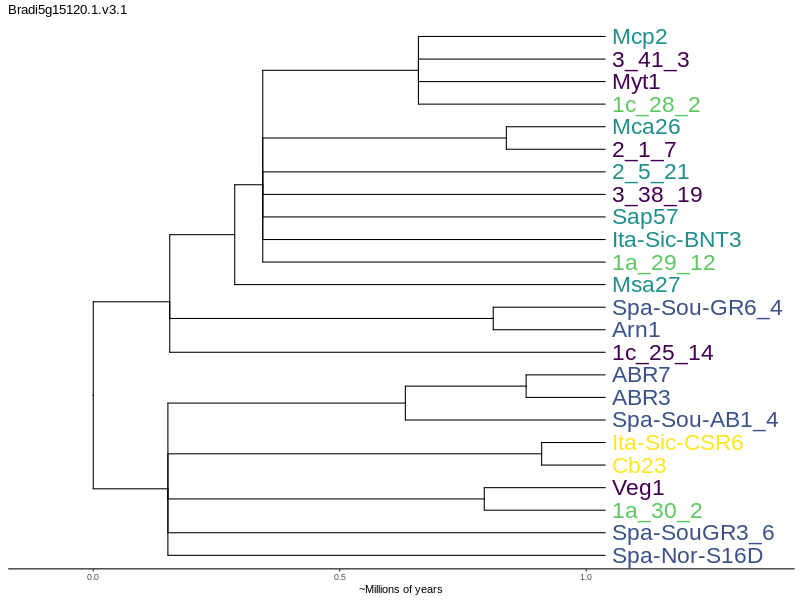 Bradi5g15120.1.v3.1
Mcp2
3_41_3
Myt1
1c_28_2
Mca26
2_1_7
2_5_21
3_38_19
Sap57
Ita-Sic-BNT3
1a_29_12
Msa27
Spa-Sou-GR6_4
Arn1
1c_25_14
ABR7
ABR3
Spa-Sou-AB1_4
Ita-Sic-CSR6
Cb23
Veg1
1a_30_2
Spa-SouGR3_6
Spa-Nor-S16D
0.0 0.5 1.0
~Millions of years